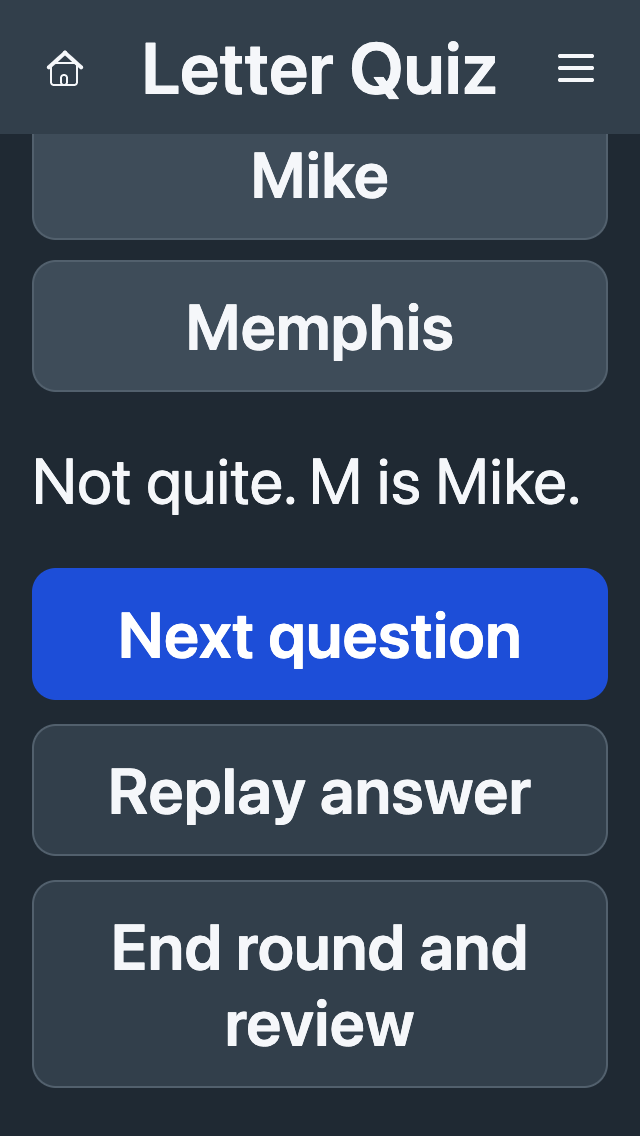 Letter Quiz
Mike
Memphis
Not quite. M is Mike.
Next question
Replay answer
End round and
review